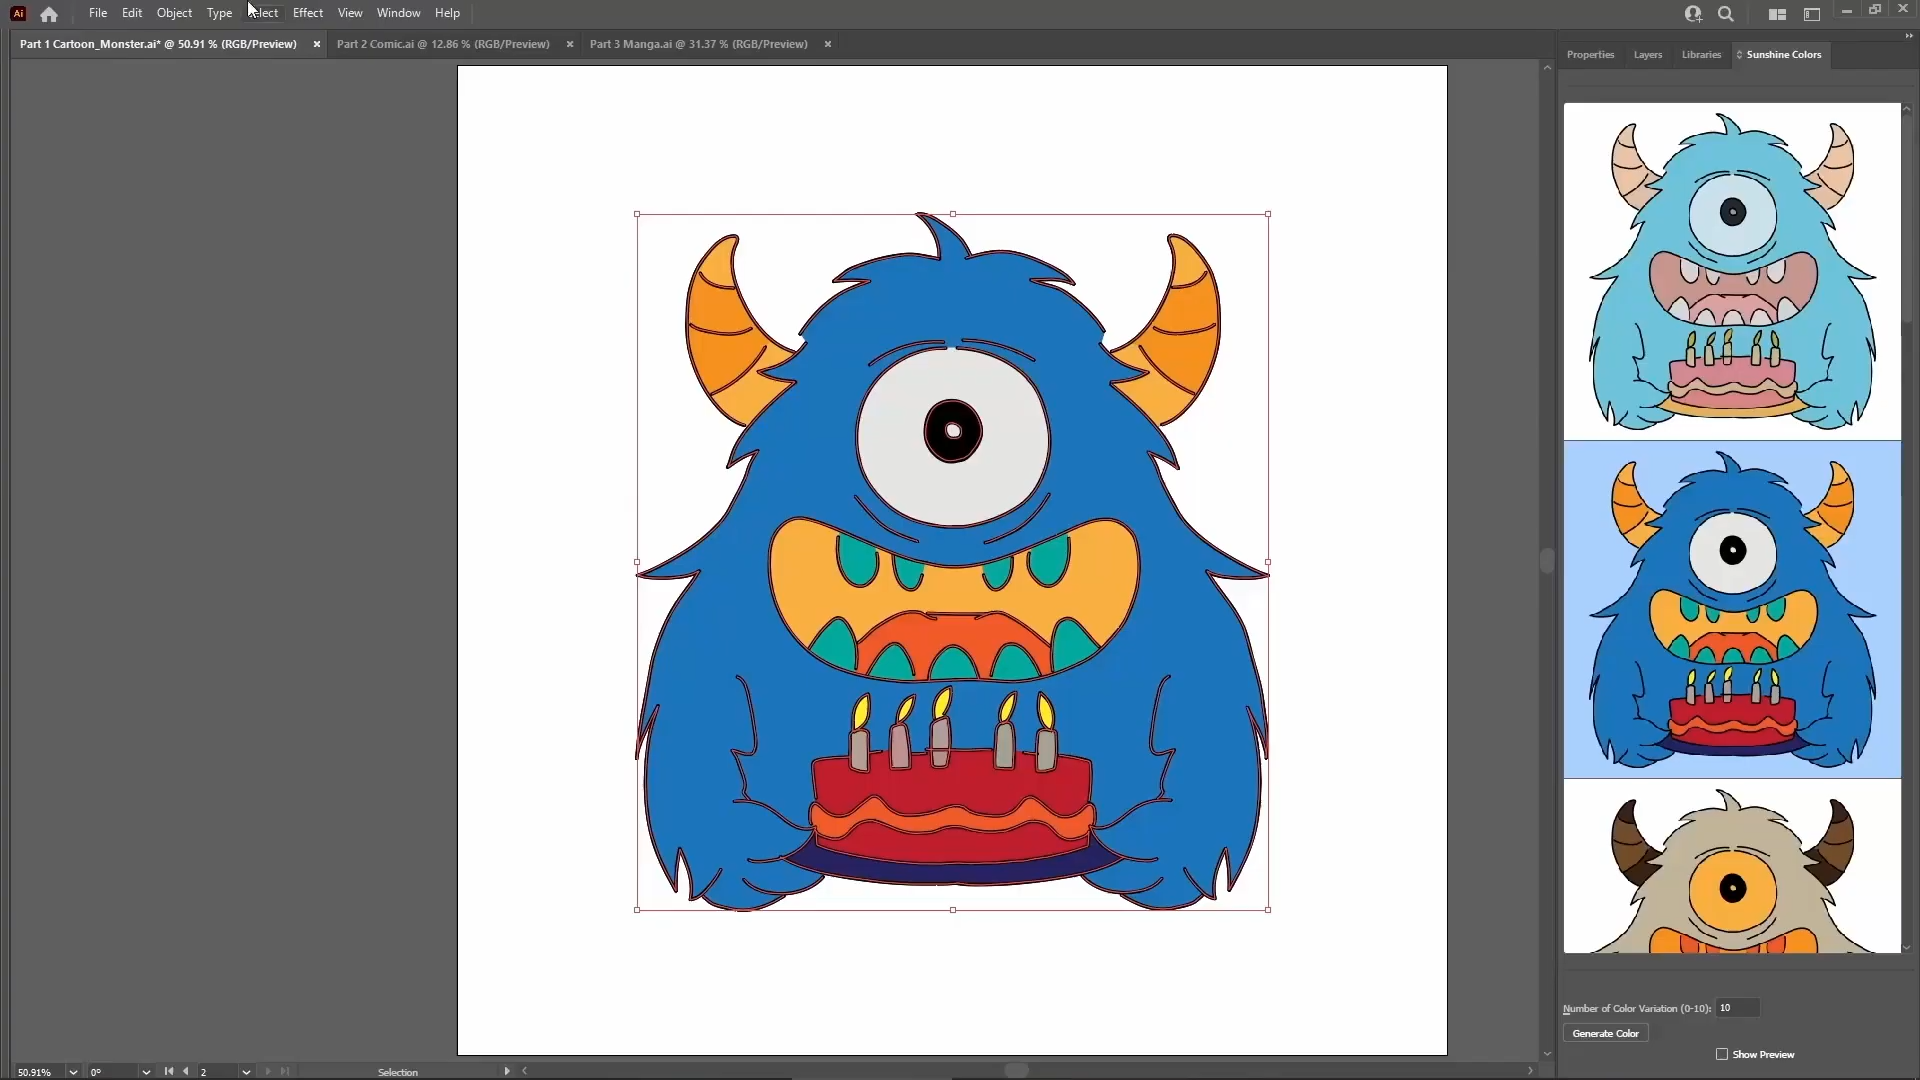 Ai File Edit Object Type Select Effect View Window Help
Part 1 Cartoon_Monster.ai* @ 50.91 % (RGB/Preview) Part 2 Comic.ai @ 12.86 % (RGB/Preview) Part 3 Manga.ai @ 31.37 % (RGB/Preview)
Properties Layers Libraries Sunshine Colors
Number of Color Variation (0-10): 10
Generate Color
Show Preview
50.91% 0° 2 Selection